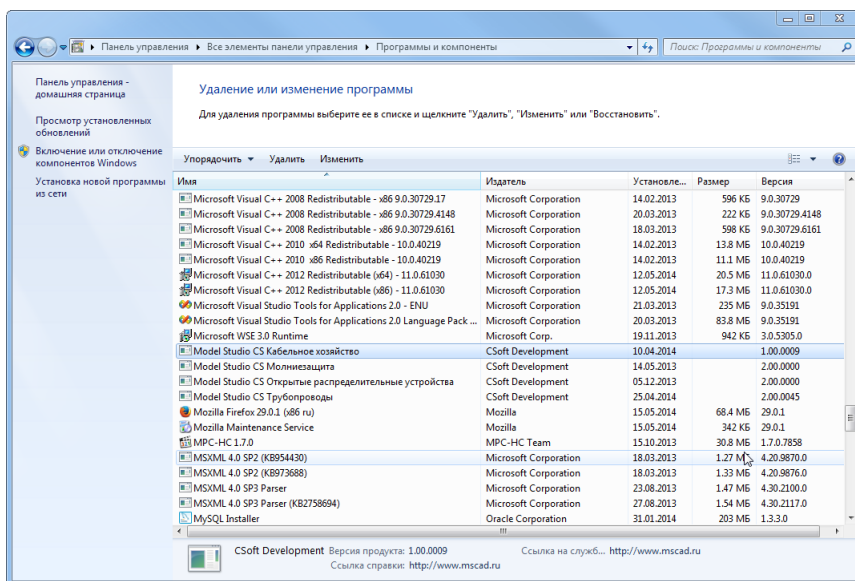 Панель управления ▸ Все элементы панели управления ▸ Программы и компоненты
Поиск: Программы и компоненты
Панель управления - домашняя страница
Просмотр установленных обновлений
Включение или отключение компонентов Windows
Установка новой программы из сети
Удаление или изменение программы
Для удаления программы выберите ее в списке и щелкните "Удалить", "Изменить" или "Восстановить".
Упорядочить Удалить Изменить
Имя Издатель Установле... Размер Версия
Microsoft Visual C++ 2008 Redistributable - x86 9.0.30729.17 Microsoft Corporation 14.02.2013 596 КБ 9.0.30729
Microsoft Visual C++ 2008 Redistributable - x86 9.0.30729.4148 Microsoft Corporation 20.03.2013 222 КБ 9.0.30729.4148
Microsoft Visual C++ 2008 Redistributable - x86 9.0.30729.6161 Microsoft Corporation 18.03.2013 598 КБ 9.0.30729.6161
Microsoft Visual C++ 2010 x64 Redistributable - 10.0.40219 Microsoft Corporation 14.02.2013 13.8 МБ 10.0.40219
Microsoft Visual C++ 2010 x86 Redistributable - 10.0.40219 Microsoft Corporation 14.02.2013 11.1 МБ 10.0.40219
Microsoft Visual C++ 2012 Redistributable (x64) - 11.0.61030 Microsoft Corporation 12.05.2014 20.5 МБ 11.0.61030.0
Microsoft Visual C++ 2012 Redistributable (x86) - 11.0.61030 Microsoft Corporation 12.05.2014 17.3 МБ 11.0.61030.0
Microsoft Visual Studio Tools for Applications 2.0 - ENU Microsoft Corporation 21.03.2013 235 МБ 9.0.35191
Microsoft Visual Studio Tools for Applications 2.0 Language Pack ... Microsoft Corporation 20.03.2013 83.8 МБ 9.0.35191
Microsoft WSE 3.0 Runtime Microsoft Corp. 19.11.2013 942 КБ 3.0.5305.0
Model Studio CS Кабельное хозяйство CSoft Development 10.04.2014 1.00.0009
Model Studio CS Молниезащита CSoft Development 14.05.2013 2.00.0000
Model Studio CS Открытые распределительные устройства CSoft Development 05.12.2013 2.00.0000
Model Studio CS Трубопроводы CSoft Development 25.04.2014 2.00.0045
Mozilla Firefox 29.0.1 (x86 ru) Mozilla 15.05.2014 68.4 МБ 29.0.1
Mozilla Maintenance Service Mozilla 15.05.2014 342 КБ 29.0.1
MPC-HC 1.7.0 MPC-HC Team 15.10.2013 30.8 МБ 1.7.0.7858
MSXML 4.0 SP2 (KB954430) Microsoft Corporation 18.03.2013 1.27 МБ 4.20.9870.0
MSXML 4.0 SP2 (KB973688) Microsoft Corporation 18.03.2013 1.33 МБ 4.20.9876.0
MSXML 4.0 SP3 Parser Microsoft Corporation 23.08.2013 1.47 МБ 4.30.2100.0
MSXML 4.0 SP3 Parser (KB2758694) Microsoft Corporation 27.08.2013 1.54 МБ 4.30.2117.0
MySQL Installer Oracle Corporation 31.01.2014 203 МБ 1.3.3.0
CSoft Development Версия продукта: 1.00.0009 Ссылка на служб... http://www.mscad.ru
Ссылка справки: http://www.mscad.ru